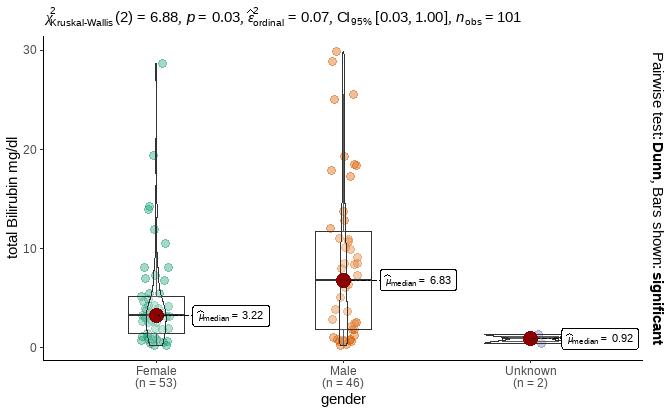 χ²Kruskal-Wallis (2) = 6.88, p = 0.03, ε̂²ordinal = 0.07, CI95% [0.03, 1.00], nobs = 101
30
20
10
0
total Bilirubin mg/dl
μ̂median = 3.22
μ̂median = 6.83
μ̂median = 0.92
Female
(n = 53)
Male
(n = 46)
Unknown
(n = 2)
gender
Pairwise test: Dunn, Bars shown: significant